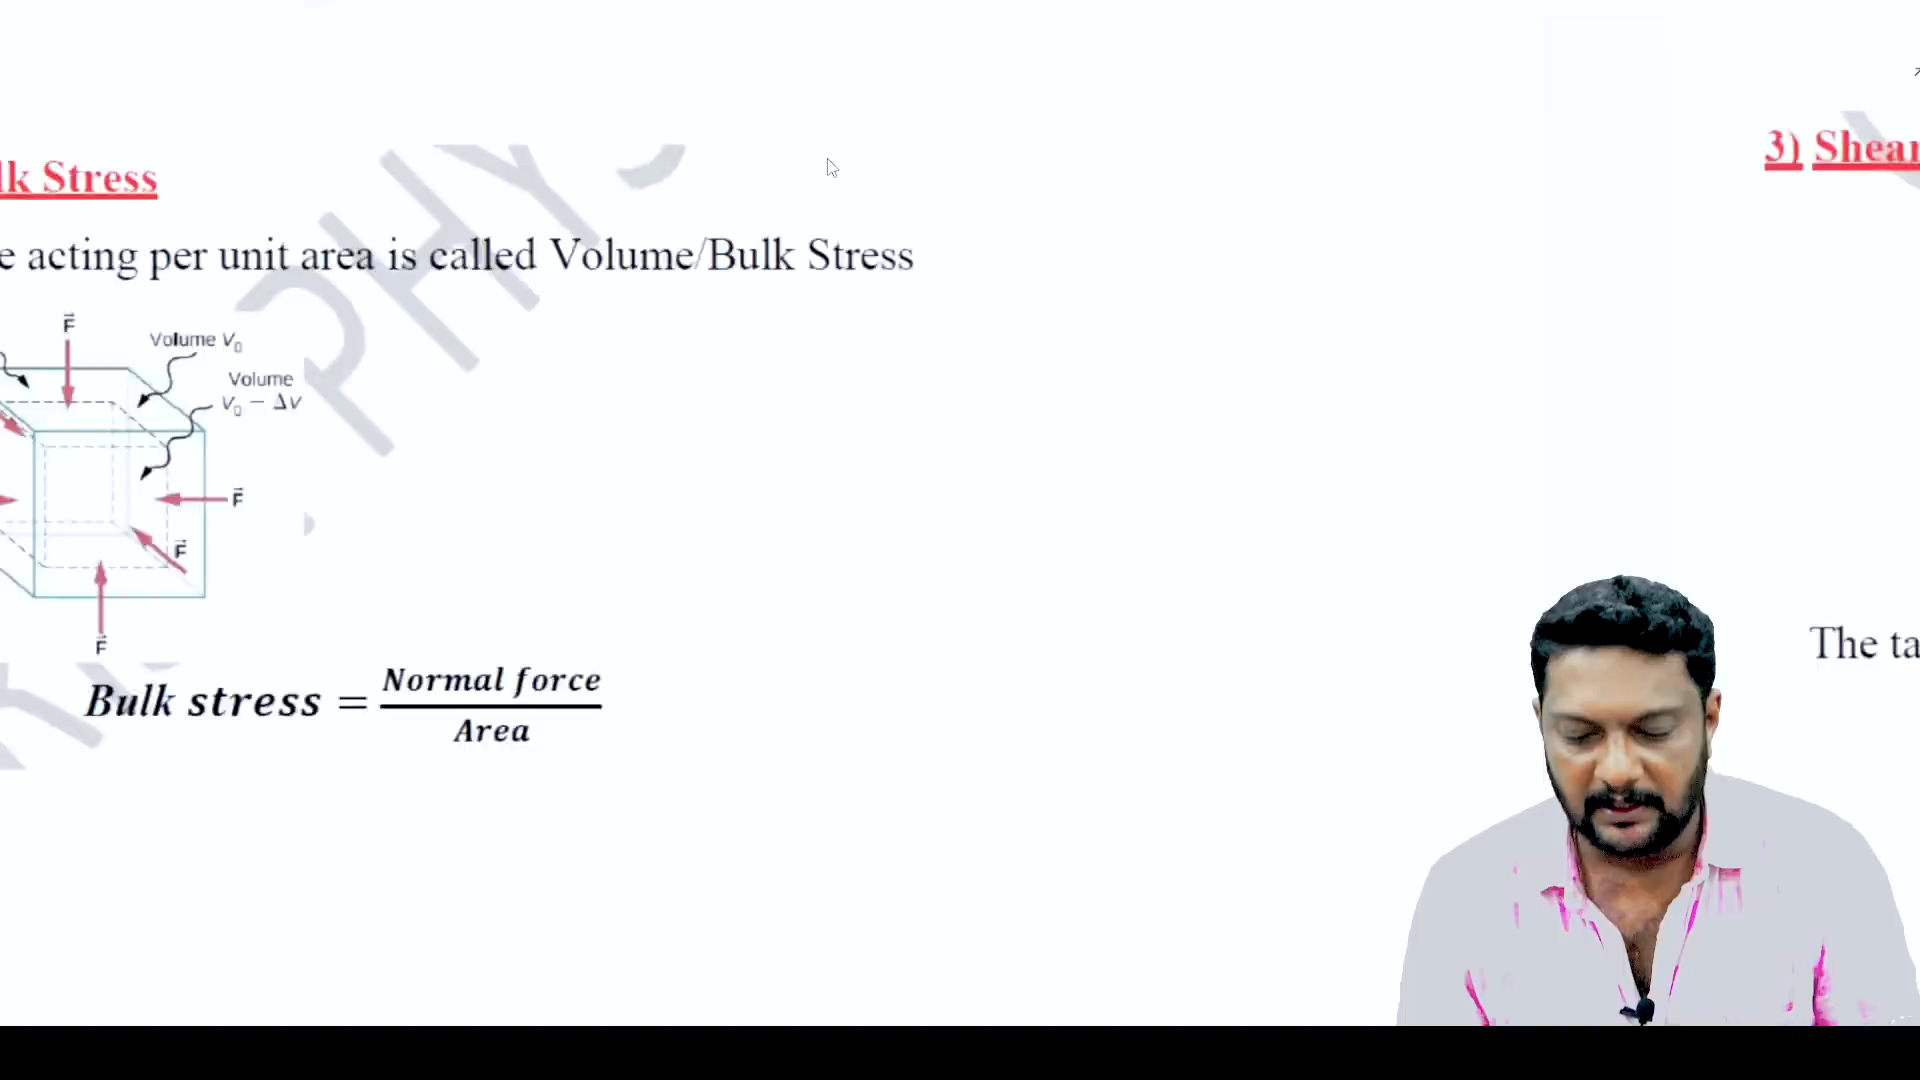 lk Stress
e acting per unit area is called Volume/Bulk Stress
F
Volume V0
Volume
V0 − Δv
F
F
F
Bulk stress = Normal force
Area
3) Shear
The ta
PHYS